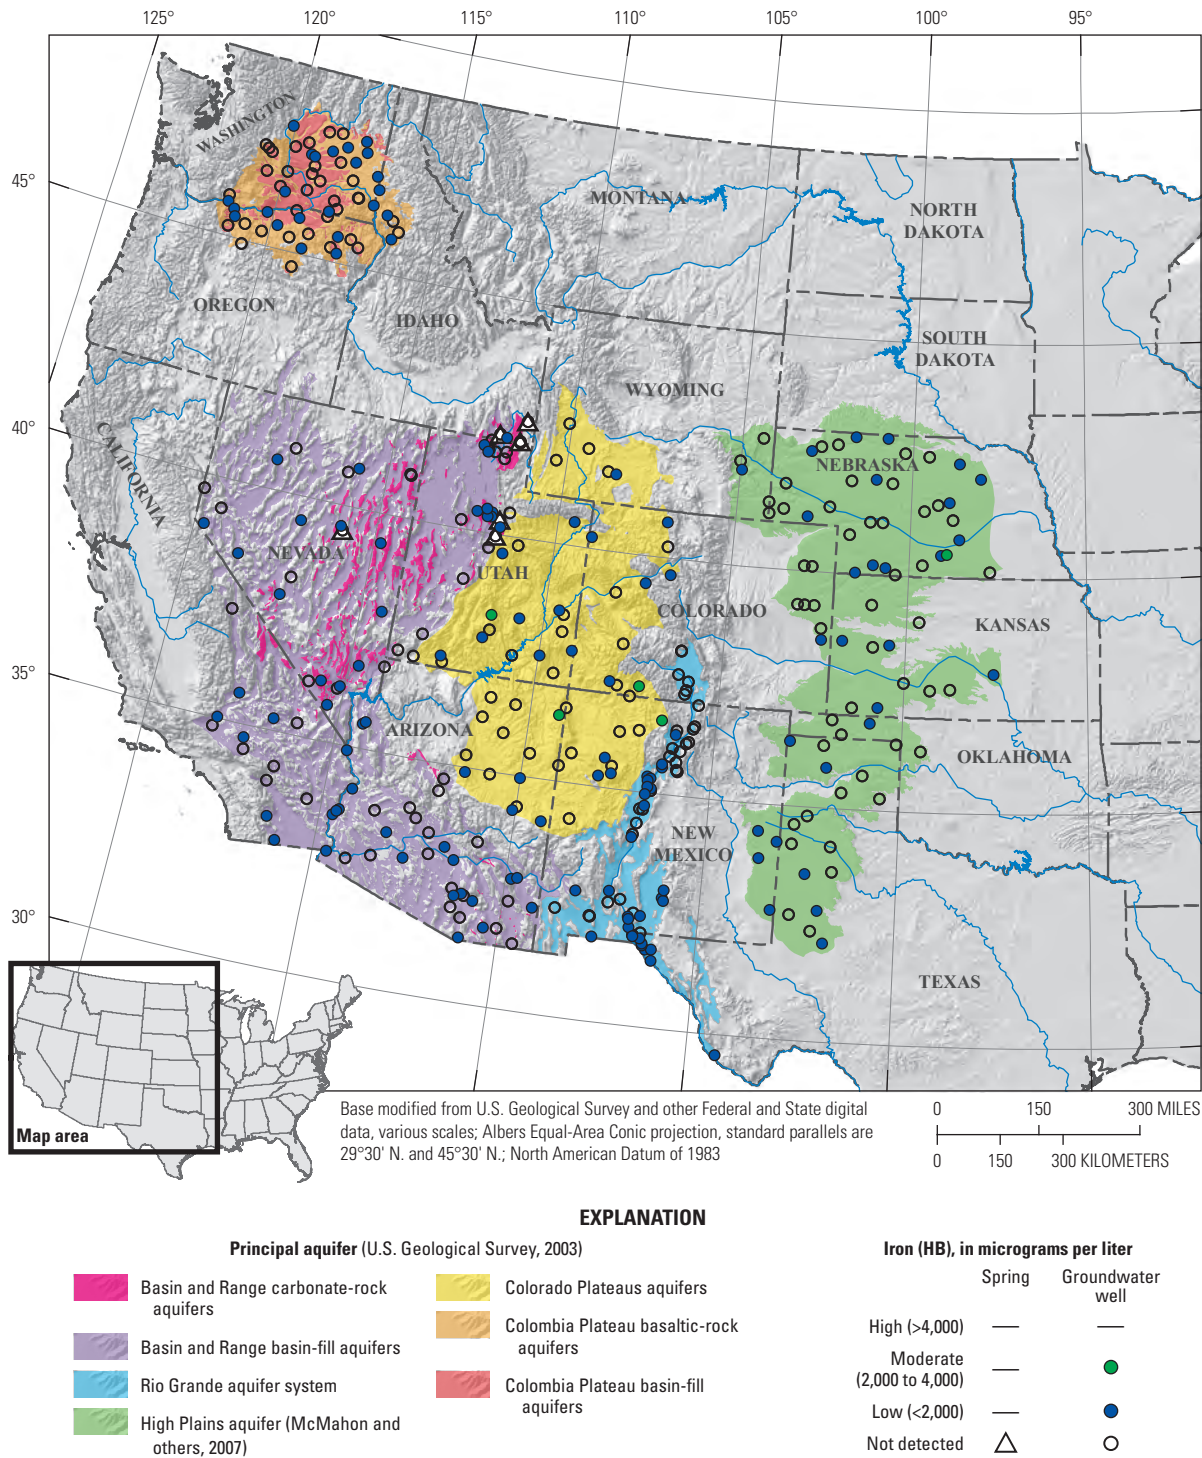 125°
120°
115°
110°
105°
100°
95°
WASHINGTON
45°
MONTANA
NORTH
DAKOTA
OREGON
IDAHO
SOUTH
DAKOTA
WYOMING
40°
CALIFORNIA
NEBRASKA
NEVADA
UTAH
COLORADO
KANSAS
35°
ARIZONA
OKLAHOMA
NEW
MEXICO
30°
TEXAS
Map area
Base modified from U.S. Geological Survey and other Federal and State digital
data, various scales; Albers Equal-Area Conic projection, standard parallels are
29°30' N. and 45°30' N.; North American Datum of 1983
0 150 300 MILES
0 150 300 KILOMETERS
EXPLANATION
Principal aquifer (U.S. Geological Survey, 2003)
Basin and Range carbonate-rock
aquifers
Basin and Range basin-fill aquifers
Rio Grande aquifer system
High Plains aquifer (McMahon and
others, 2007)
Colorado Plateaus aquifers
Colombia Plateau basaltic-rock
aquifers
Colombia Plateau basin-fill
aquifers
Iron (HB), in micrograms per liter
Spring Groundwater
well
High (>4,000) — —
Moderate —
(2,000 to 4,000)
Low (<2,000) —
Not detected